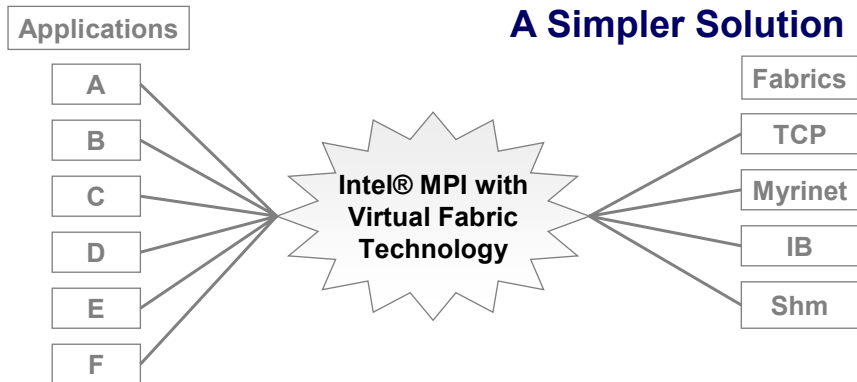 A Simpler Solution
Applications
A
B
C
D
E
F
Intel® MPI with
Virtual Fabric
Technology
Fabrics
TCP
Myrinet
IB
Shm